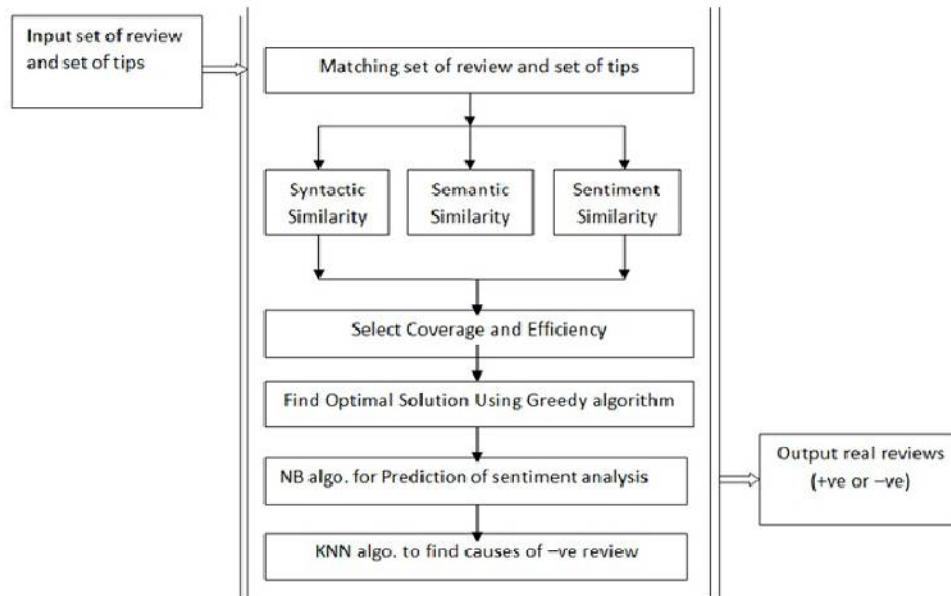 Input set of review
and set of tips
Matching set of review and set of tips
Syntactic
Similarity
Semantic
Similarity
Sentiment
Similarity
Select Coverage and Efficiency
Find Optimal Solution Using Greedy algorithm
NB algo. for Prediction of sentiment analysis
KNN algo. to find causes of –ve review
Output real reviews
(+ve or –ve)